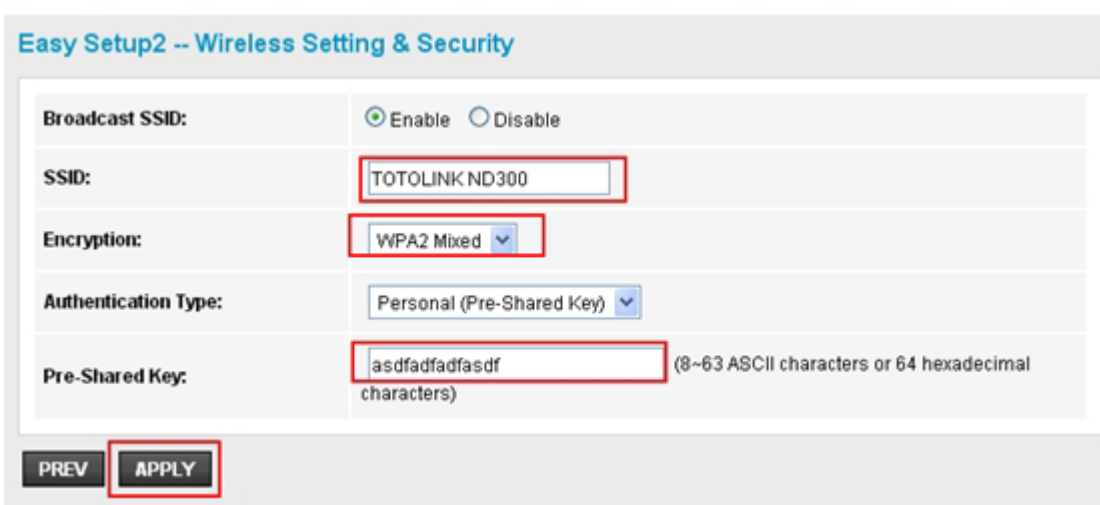 Easy Setup2 -- Wireless Setting & Security
Broadcast SSID: Enable Disable
SSID: TOTOLINK ND300
Encryption: WPA2 Mixed
Authentication Type: Personal (Pre-Shared Key)
Pre-Shared Key: asdfadfadfasdf (8~63 ASCII characters or 64 hexadecimal
characters)
PREV APPLY